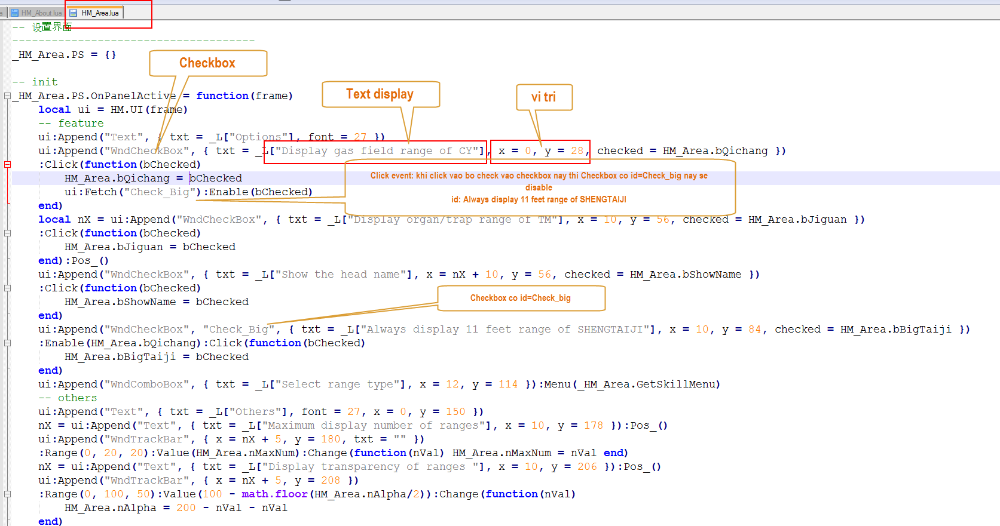 HM_About.lua HM_Area.lua
-- 设置界面
-------------------------------------
_HM_Area.PS = {}
Checkbox
-- init
Text display
vi tri
_HM_Area.PS.OnPanelActive = function(frame)
local ui = HM.UI(frame)
-- feature
ui:Append("Text", { txt = _L["Options"], font = 27 })
ui:Append("WndCheckBox", { txt = _L["Display gas field range of CY"], x = 0, y = 28, checked = HM_Area.bQichang })
:Click(function(bChecked)
HM_Area.bQichang = bChecked
ui:Fetch("Check_Big"):Enable(bChecked)
Click event: khi click vao bo check vao checkbox nay thi Checkbox co id=Check_big nay se
disable
id: Always display 11 feet range of SHENGTAIJI
end)
local nX = ui:Append("WndCheckBox", { txt = _L["Display organ/trap range of TM"], x = 10, y = 56, checked = HM_Area.bJiguan })
:Click(function(bChecked)
HM_Area.bJiguan = bChecked
end):Pos_()
ui:Append("WndCheckBox", { txt = _L["Show the head name"], x = nX + 10, y = 56, checked = HM_Area.bShowName })
:Click(function(bChecked)
HM_Area.bShowName = bChecked
Checkbox co id=Check_big
end)
ui:Append("WndCheckBox", "Check_Big", { txt = _L["Always display 11 feet range of SHENGTAIJI"], x = 10, y = 84, checked = HM_Area.bBigTaiji })
:Enable(HM_Area.bQichang):Click(function(bChecked)
HM_Area.bBigTaiji = bChecked
end)
ui:Append("WndComboBox", { txt = _L["Select range type"], x = 12, y = 114 }):Menu(_HM_Area.GetSkillMenu)
-- others
ui:Append("Text", { txt = _L["Others"], font = 27, x = 0, y = 150 })
nX = ui:Append("Text", { txt = _L["Maximum display number of ranges"], x = 10, y = 178 }):Pos_()
ui:Append("WndTrackBar", { x = nX + 5, y = 180, txt = "" })
:Range(0, 20, 20):Value(HM_Area.nMaxNum):Change(function(nVal) HM_Area.nMaxNum = nVal end)
nX = ui:Append("Text", { txt = _L["Display transparency of ranges "], x = 10, y = 206 }):Pos_()
ui:Append("WndTrackBar", { x = nX + 5, y = 208 })
:Range(0, 100, 50):Value(100 - math.floor(HM_Area.nAlpha/2)):Change(function(nVal)
HM_Area.nAlpha = 200 - nVal - nVal
end)